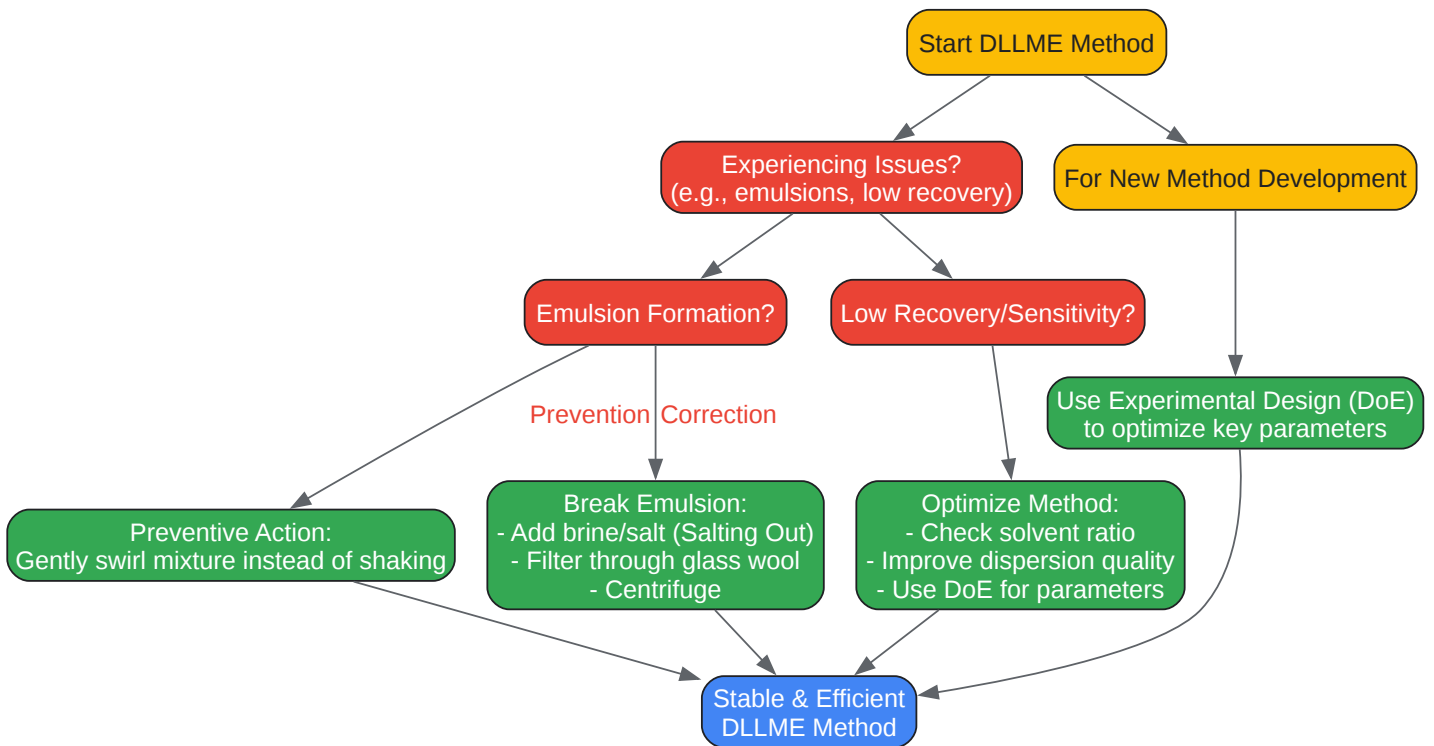 Start DLLME Method
Experiencing Issues?
(e.g., emulsions, low recovery)
For New Method Development
Emulsion Formation?
Low Recovery/Sensitivity?
Prevention
Correction
Use Experimental Design (DoE)
to optimize key parameters
Preventive Action:
Gently swirl mixture instead of shaking
Break Emulsion:
- Add brine/salt (Salting Out)
- Filter through glass wool
- Centrifuge
Optimize Method:
- Check solvent ratio
- Improve dispersion quality
- Use DoE for parameters
Stable & Efficient
DLLME Method